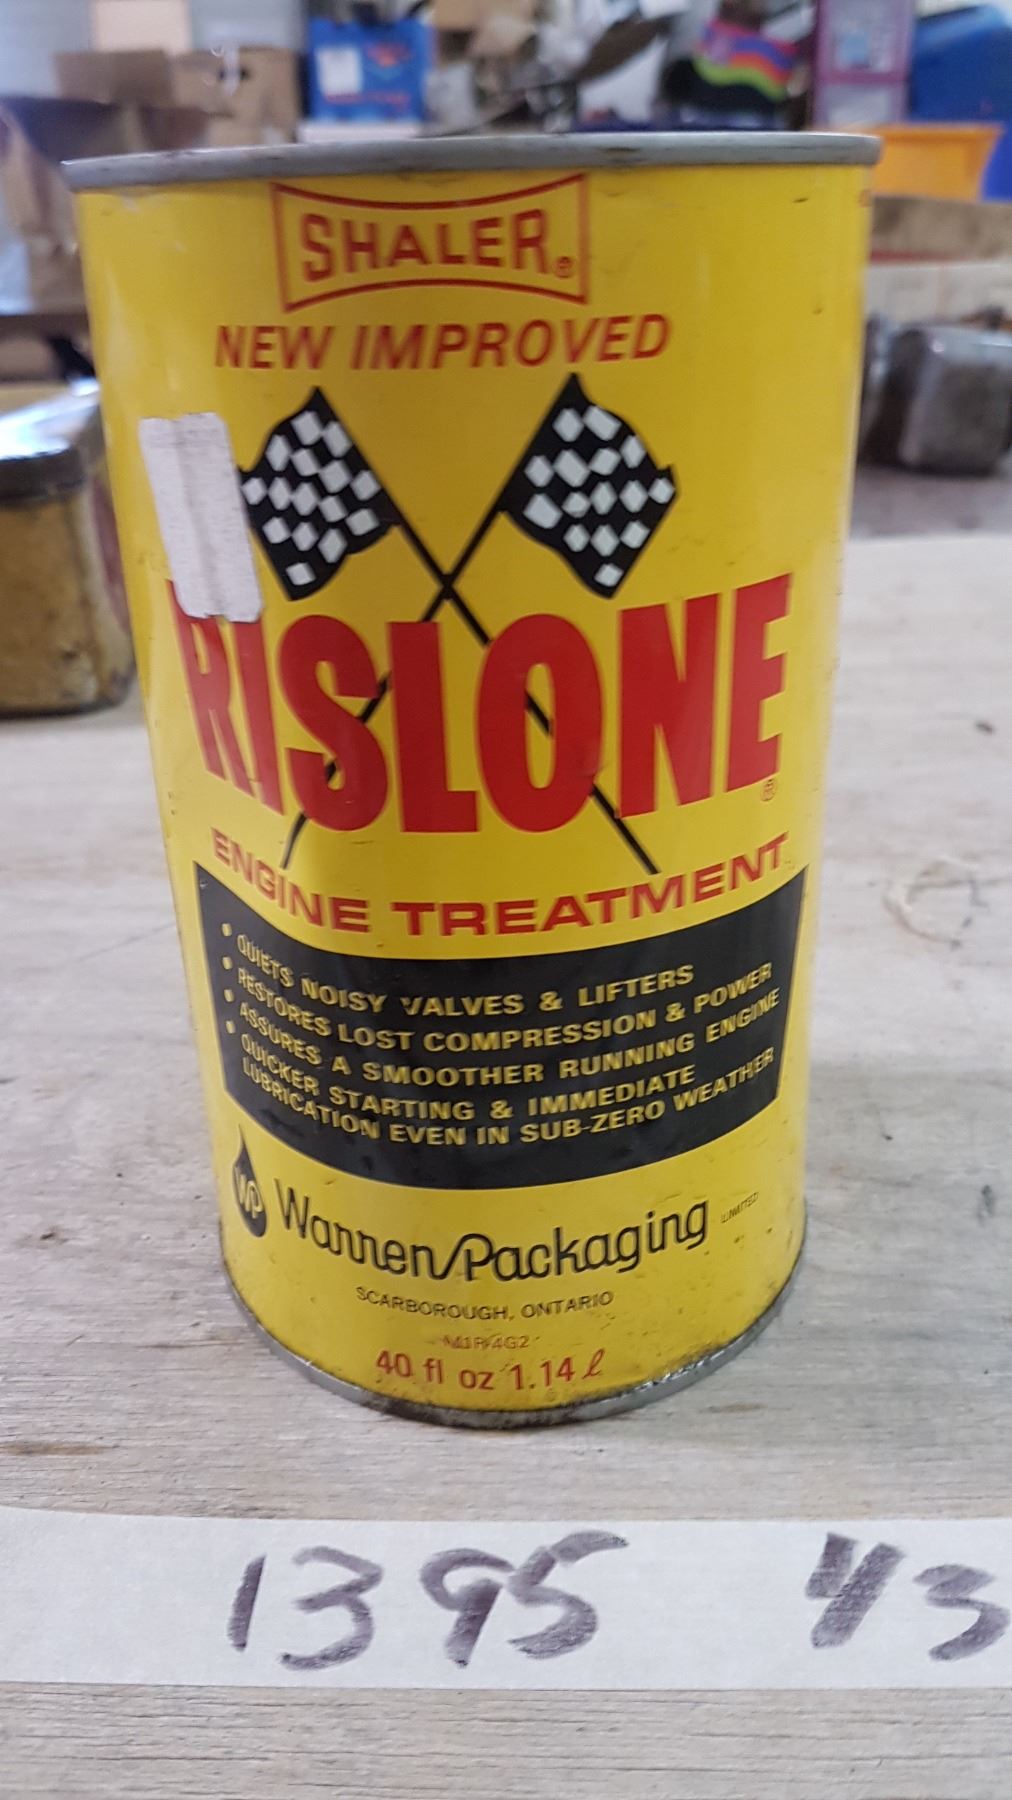 SHALER®
NEW IMPROVED
RISLONE®
ENGINE TREATMENT
• QUIETS NOISY VALVES & LIFTERS
• RESTORES LOST COMPRESSION & POWER
• ASSURES A SMOOTHER RUNNING ENGINE
• QUICKER STARTING & IMMEDIATE
LUBRICATION EVEN IN SUB-ZERO WEATHER
WP Warren/Packaging LIMITED
SCARBOROUGH, ONTARIO
M1R 4G2
40 fl oz 1.14 ℓ
1395 43